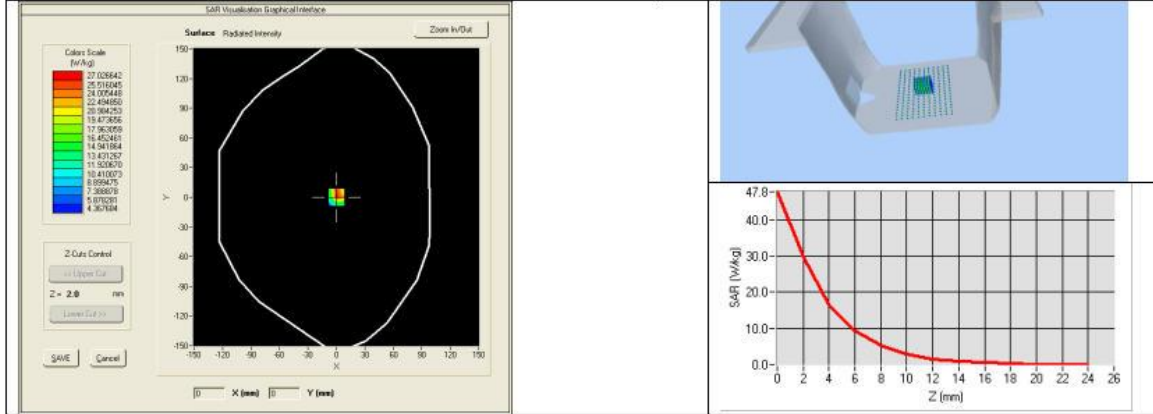 SAR Visualisation Graphical Interface
Surface Radiated Intensity
Zoom In/Out
Colors Scale
(W/kg)
27.026642
25.516045
24.005448
22.494850
20.984253
19.473656
17.963059
16.452461
14.941864
13.431267
11.920670
10.410073
8.899475
7.388878
5.878281
4.367684
150
120
90
60
30
0
-30
-60
-90
-120
-150
Y
-150 -120 -90 -60 -30 0 30 60 90 120 150
X
Z-Cuts Control
<< Upper Cut
Z = 2.0 mm
Lower Cut >>
SAVE Cancel
0 X (mm) 0 Y (mm)
47.8
40.0
30.0
20.0
10.0
0.0
SAR (W/kg)
0 2 4 6 8 10 12 14 16 18 20 22 24 26
Z (mm)